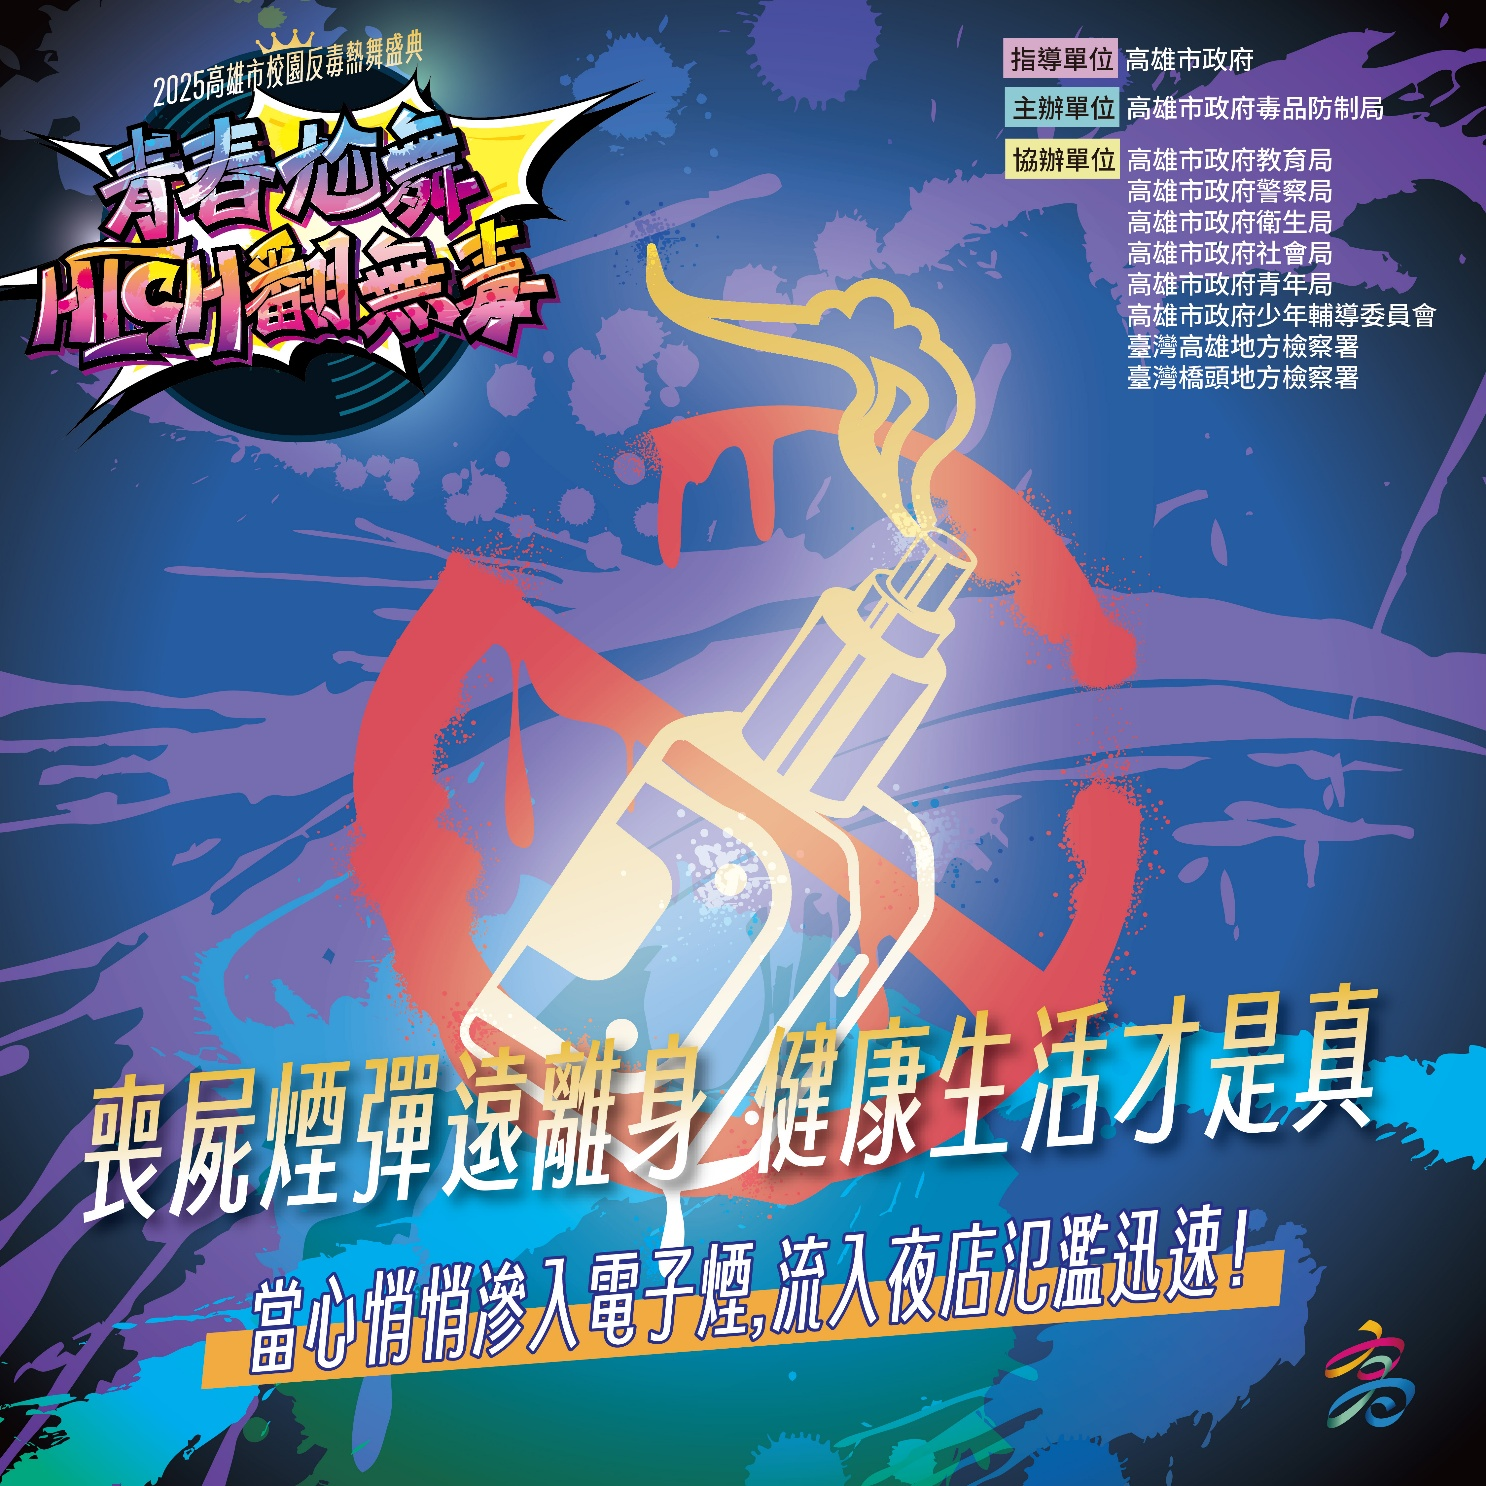 2025高雄市校園反毒熱舞盛典
青春尬舞
HIGH翻無毒
指導單位 高雄市政府
主辦單位 高雄市政府毒品防制局
協辦單位 高雄市政府教育局
高雄市政府警察局
高雄市政府衛生局
高雄市政府社會局
高雄市政府青年局
高雄市政府少年輔導委員會
臺灣高雄地方檢察署
臺灣橋頭地方檢察署
喪屍煙彈遠離身 健康生活才是真
當心悄悄滲入電子煙,流入夜店氾濫迅速!